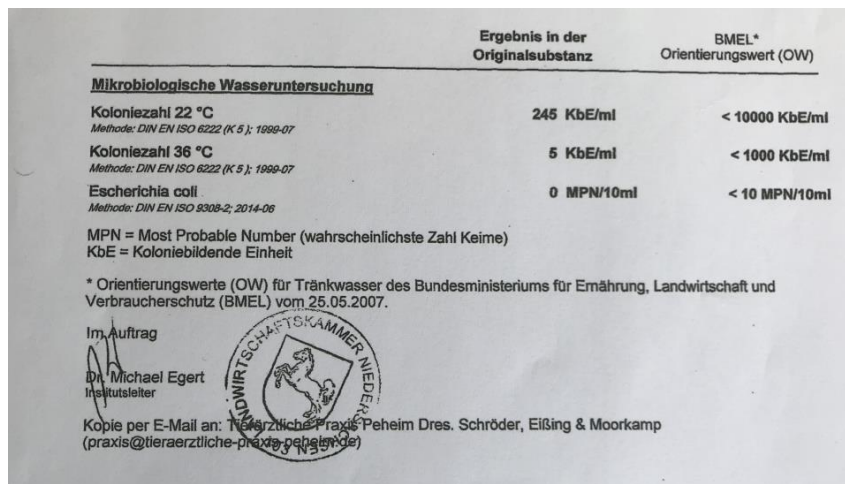 Ergebnis in der BMEL*
Originalsubstanz Orientierungswert (OW)
Mikrobiologische Wasseruntersuchung
Koloniezahl 22 °C 245 KbE/ml < 10000 KbE/ml
Methode: DIN EN ISO 6222 (K 5 ); 1999-07
Koloniezahl 36 °C 5 KbE/ml < 1000 KbE/ml
Methode: DIN EN ISO 6222 (K 5 ); 1999-07
Escherichia coli 0 MPN/10ml < 10 MPN/10ml
Methode: DIN EN ISO 9308-2; 2014-06
MPN = Most Probable Number (wahrscheinlichste Zahl Keime)
KbE = Koloniebildende Einheit
* Orientierungswerte (OW) für Tränkwasser des Bundesministeriums für Ernährung, Landwirtschaft und
Verbraucherschutz (BMEL) vom 25.05.2007.
Im Auftrag
LANDWIRTSCHAFTSKAMMER NIEDERSACHSEN
Dr. Michael Egert
Institutsleiter
Kopie per E-Mail an: Tierärztliche Praxis Peheim Dres. Schröder, Eißing & Moorkamp
(praxis@tieraerztliche-praxis-peheim.de)